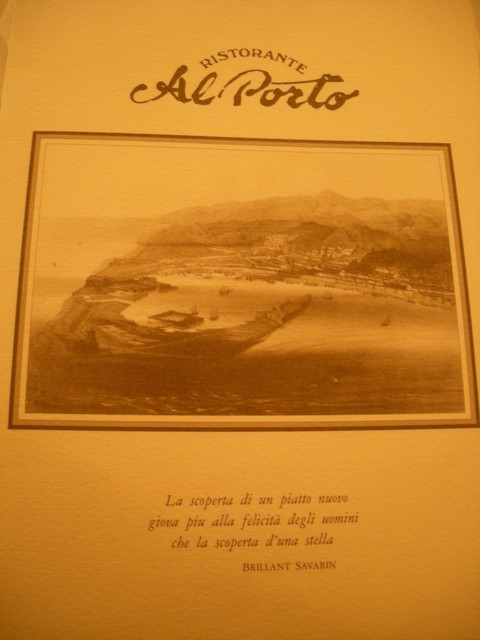 RISTORANTE
Al Porto
La scoperta di un piatto nuovo
giova piu alla felicità degli uomini
che la scoperta d'una stella
BRILLANT SAVARIN